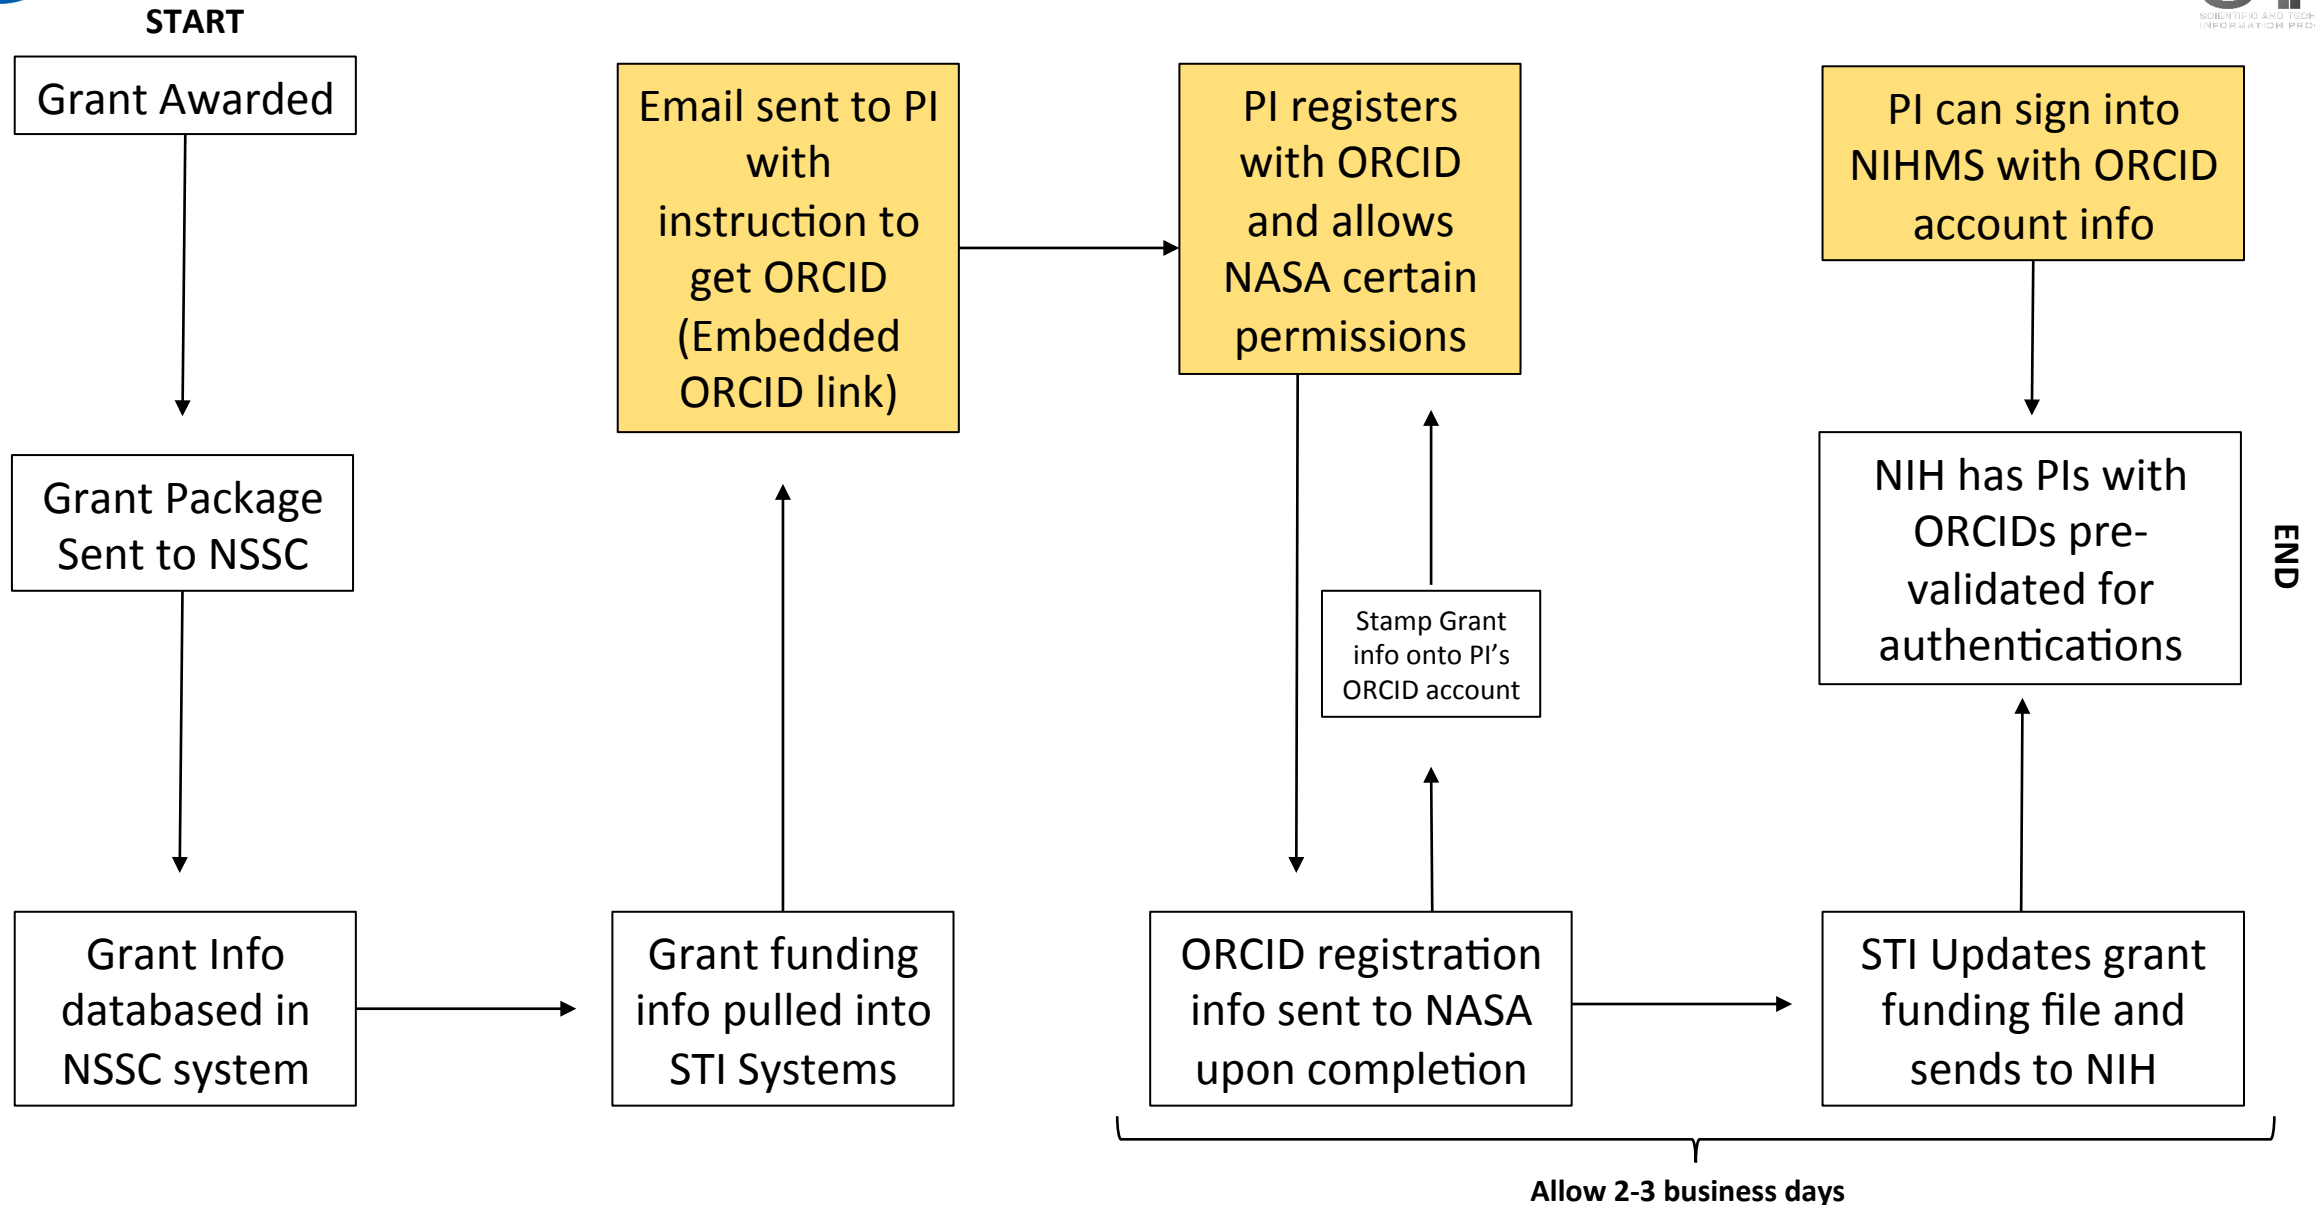 START
Grant Awarded
Grant Package
Sent to NSSC
Grant Info
databased in
NSSC system
Grant funding
info pulled into
STI Systems
Email sent to PI
with
instruction to
get ORCID
(Embedded
ORCID link)
PI registers
with ORCID
and allows
NASA certain
permissions
Stamp Grant
info onto PI’s
ORCID account
ORCID registration
info sent to NASA
upon completion
STI Updates grant
funding file and
sends to NIH
PI can sign into
NIHMS with ORCID
account info
NIH has PIs with
ORCIDs pre-
validated for
authentications
END
Allow 2-3 business days
SCIENTIFIC AND
INFORMATION